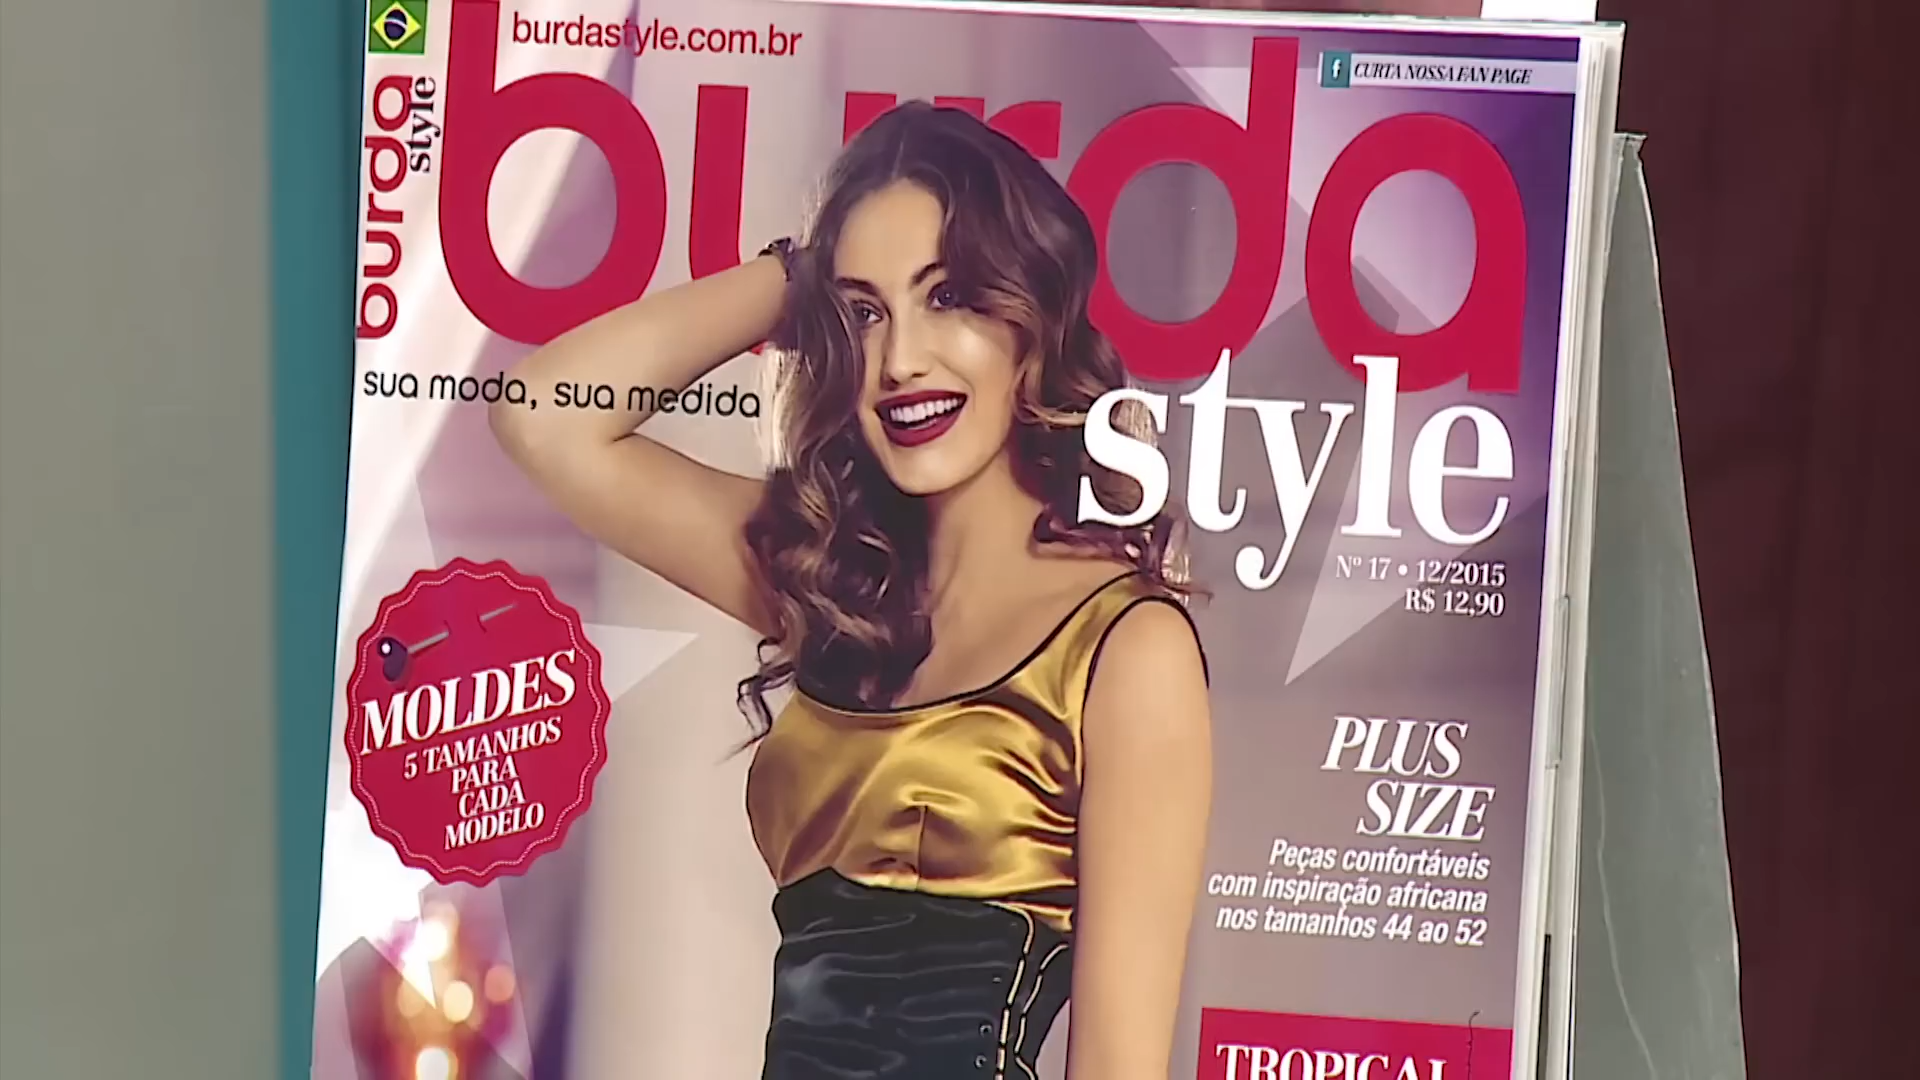 burdastyle.com.br
burda
style
CURTA NOSSA FAN PAGE
burda
style
sua moda, sua medida
Nº 17 • 12/2015
R$ 12,90
MOLDES
5 TAMANHOS
PARA
CADA
MODELO
PLUS
SIZE
Peças confortáveis
com inspiração africana
nos tamanhos 44 ao 52
TROPICAL